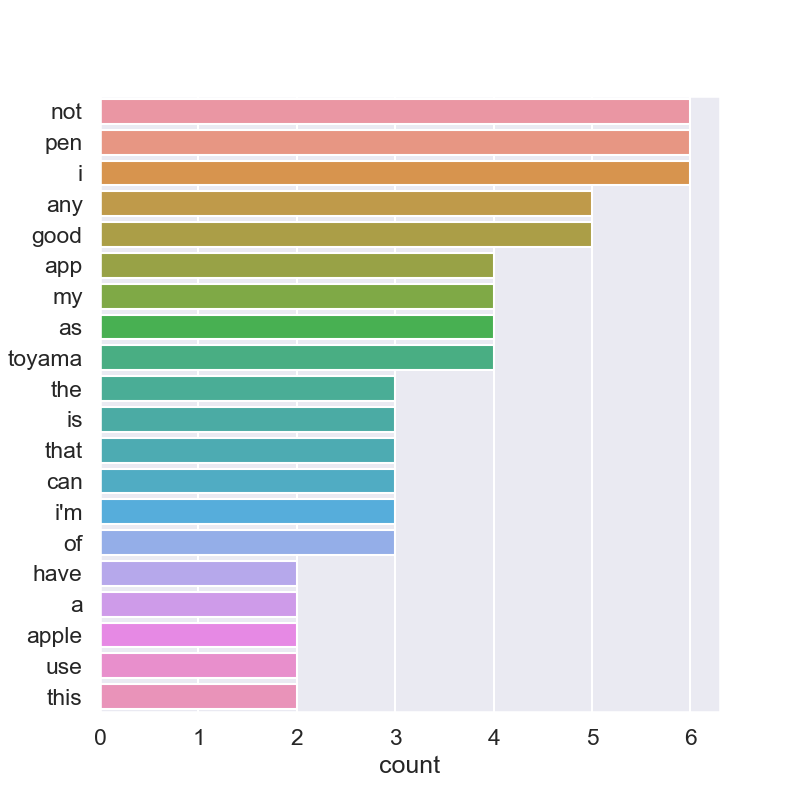 not
pen
i
any
good
app
my
as
toyama
the
is
that
can
i'm
of
have
a
apple
use
this
0 1 2 3 4 5 6
count